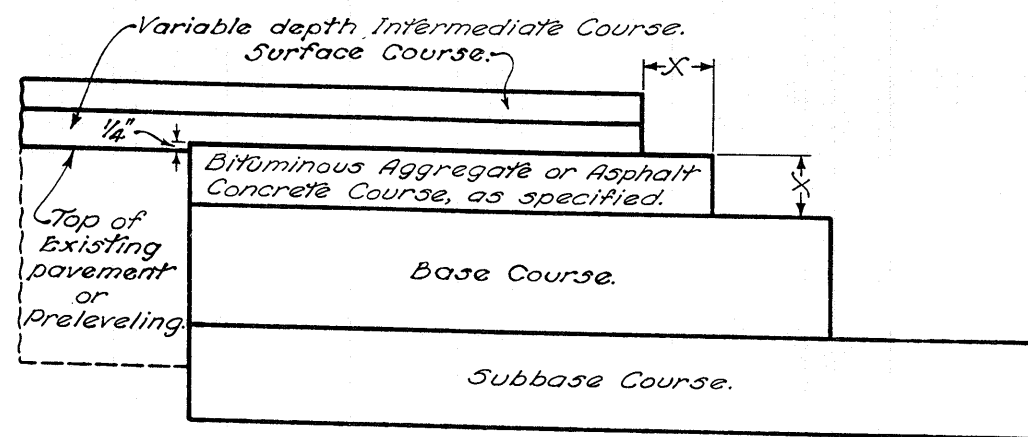 Variable depth Intermediate Course.
Surface Course.
X
1/4"
Bituminous Aggregate or Asphalt
Concrete Course, as specified.
X
Top of
Existing
pavement
or
Preleveling.
Base Course.
Subbase Course.